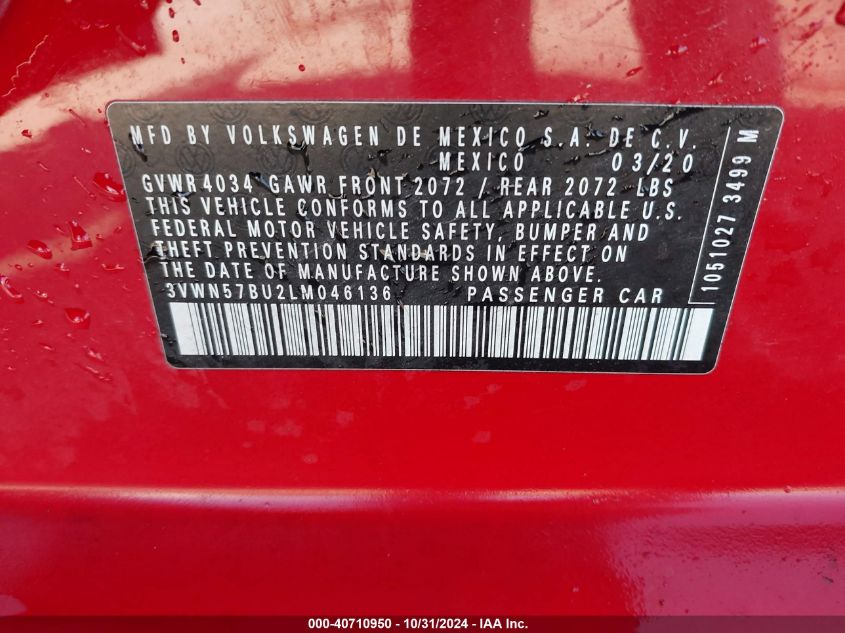 MFD BY VOLKSWAGEN DE MEXICO S.A. DE C.V.
MEXICO 03/20
GVWR 4034 GAWR FRONT 2072 / REAR 2072 LBS
THIS VEHICLE CONFORMS TO ALL APPLICABLE U.S.
FEDERAL MOTOR VEHICLE SAFETY, BUMPER AND
THEFT PREVENTION STANDARDS IN EFFECT ON
THE DATE OF MANUFACTURE SHOWN ABOVE.
3VWN57BU2LM046136 PASSENGER CAR
1051027 3499 M
000-40710950 - 10/31/2024 - IAA Inc.